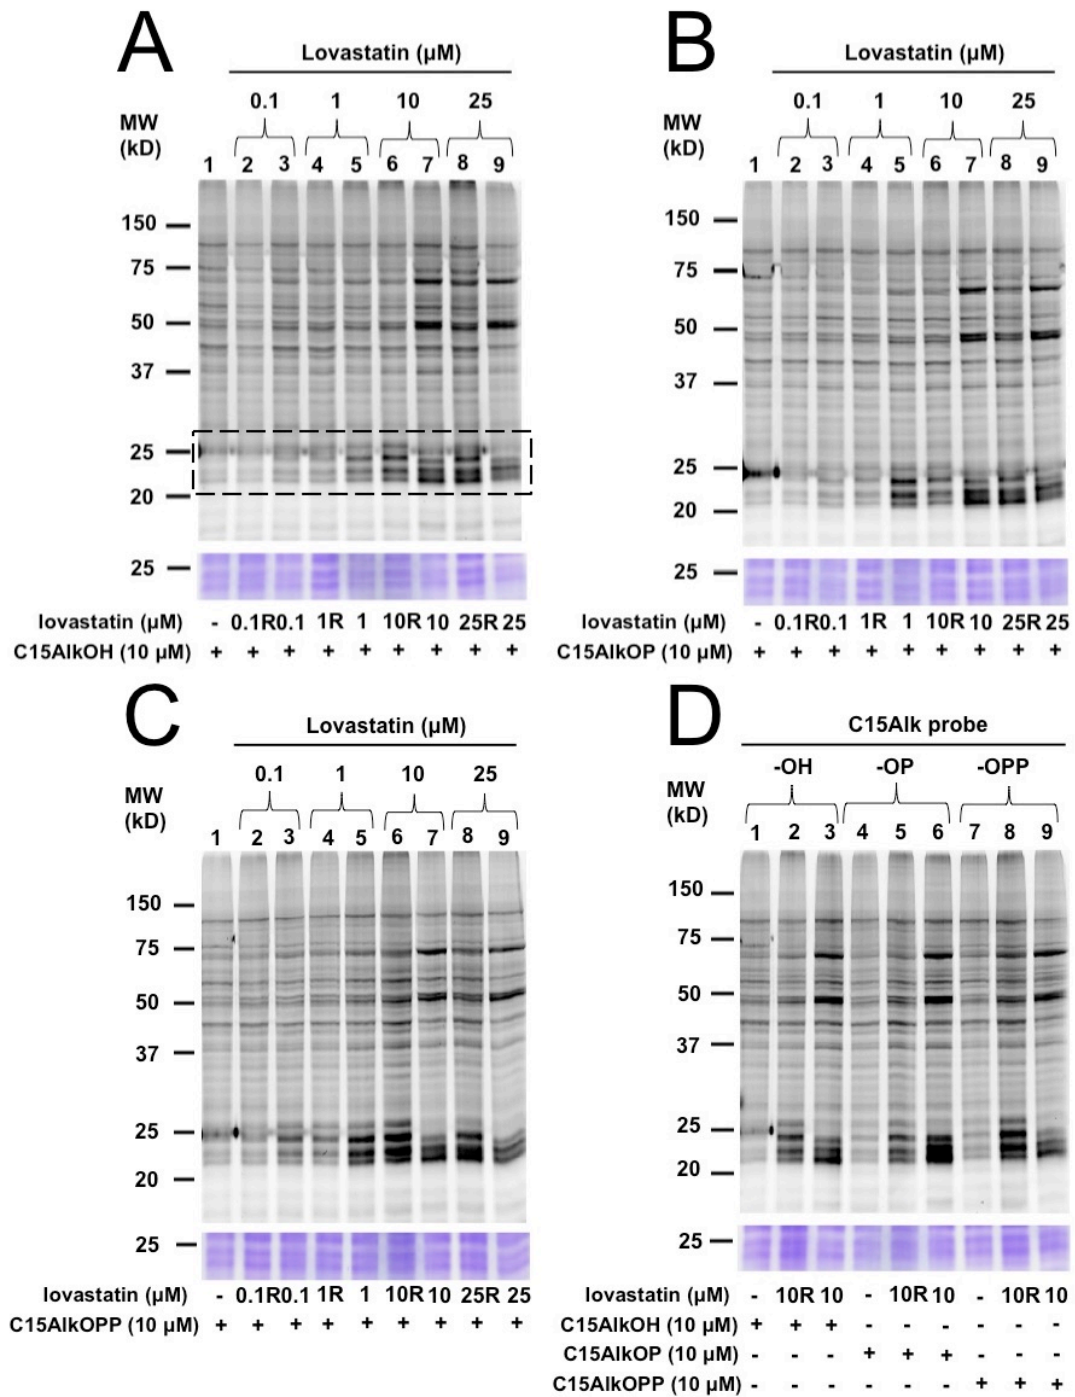 A
Lovastatin (μM)
0.1 1 10 25
MW
(kD)
1 2 3 4 5 6 7 8 9
150
75
50
37
25
20
25
lovastatin (μM) - 0.1R 0.1 1R 1 10R 10 25R 25
C15AlkOH (10 μM) + + + + + + + + +
B
Lovastatin (μM)
0.1 1 10 25
MW
(kD)
1 2 3 4 5 6 7 8 9
150
75
50
37
25
20
25
lovastatin (μM) - 0.1R 0.1 1R 1 10R 10 25R 25
C15AlkOP (10 μM) + + + + + + + + +
C
Lovastatin (μM)
0.1 1 10 25
MW
(kD)
1 2 3 4 5 6 7 8 9
150
75
50
37
25
20
25
lovastatin (μM) - 0.1R 0.1 1R 1 10R 10 25R 25
C15AlkOPP (10 μM) + + + + + + + + +
D
C15Alk probe
-OH -OP -OPP
MW
(kD)
1 2 3 4 5 6 7 8 9
150
75
50
37
25
20
25
lovastatin (μM) - 10R 10 - 10R 10 - 10R 10
C15AlkOH (10 μM) + + + - - - - - -
C15AlkOP (10 μM) - - - + + + - - -
C15AlkOPP (10 μM) - - - - - - + + +